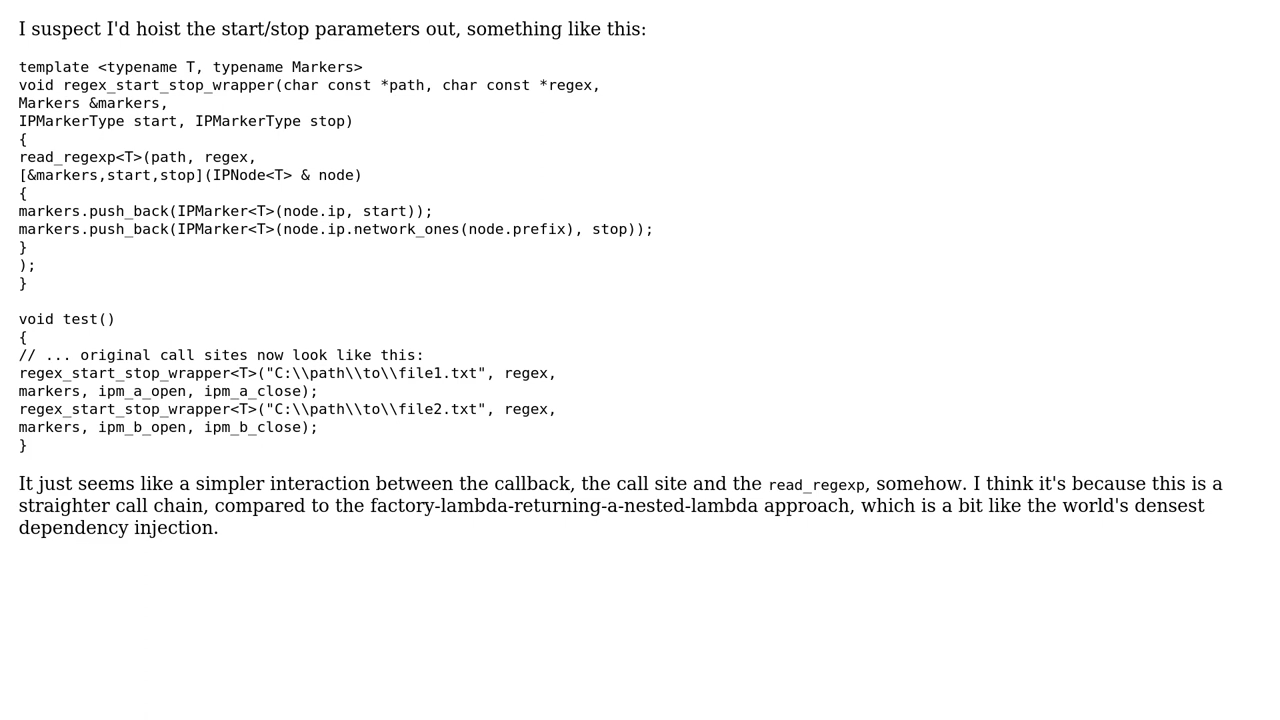 I suspect I'd hoist the start/stop parameters out, something like this:
template <typename T, typename Markers>
void regex_start_stop_wrapper(char const *path, char const *regex,
Markers &markers,
IPMarkerType start, IPMarkerType stop)
{
read_regexp<T>(path, regex,
[&markers,start,stop](IPNode<T> & node)
{
markers.push_back(IPMarker<T>(node.ip, start));
markers.push_back(IPMarker<T>(node.ip.network_ones(node.prefix), stop));
}
);
}
void test()
{
// ... original call sites now look like this:
regex_start_stop_wrapper<T>("C:\\path\\to\\file1.txt", regex,
markers, ipm_a_open, ipm_a_close);
regex_start_stop_wrapper<T>("C:\\path\\to\\file2.txt", regex,
markers, ipm_b_open, ipm_b_close);
}
It just seems like a simpler interaction between the callback, the call site and the read_regexp, somehow. I think it's because this is a
straighter call chain, compared to the factory-lambda-returning-a-nested-lambda approach, which is a bit like the world's densest
dependency injection.